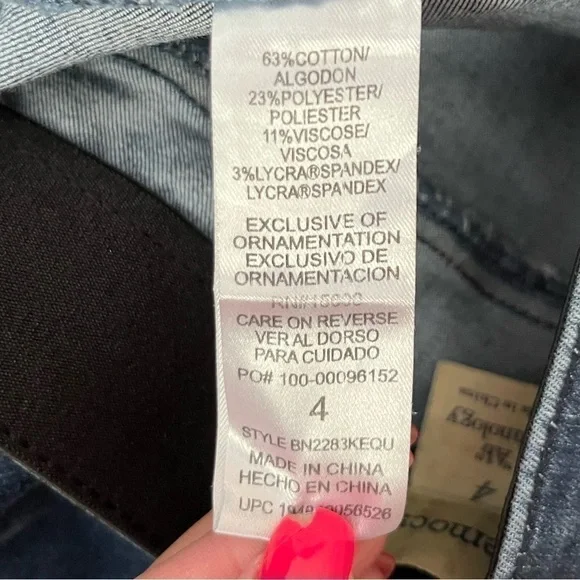 63%COTTON/
ALGODON
23%POLYESTER/
POLIESTER
11%VISCOSE/
VISCOSA
3%LYCRA®SPANDEX/
LYCRA®SPANDEX
EXCLUSIVE OF
ORNAMENTATION
EXCLUSIVO DE
ORNAMENTACION
CARE ON REVERSE
VER AL DORSO
PARA CUIDADO
PO# 100-00096152
4
STYLE BN2283KEQU
MADE IN CHINA
HECHO EN CHINA
UPC
4